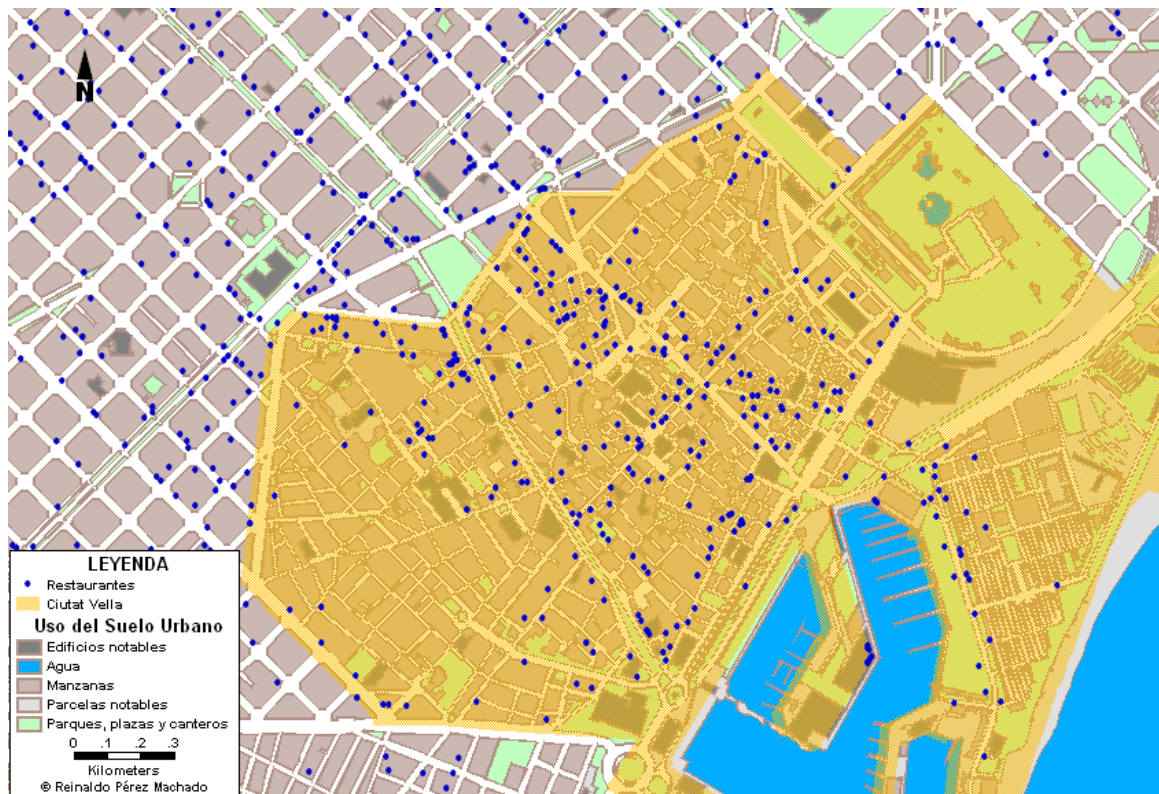 N
LEYENDA
Restaurantes
Ciutat Vella
Uso del Suelo Urbano
Edificios notables
Agua
Manzanas
Parcelas notables
Parques, plazas y canteros
0 .1 .2 .3
Kilometers
© Reinaldo Pérez Machado